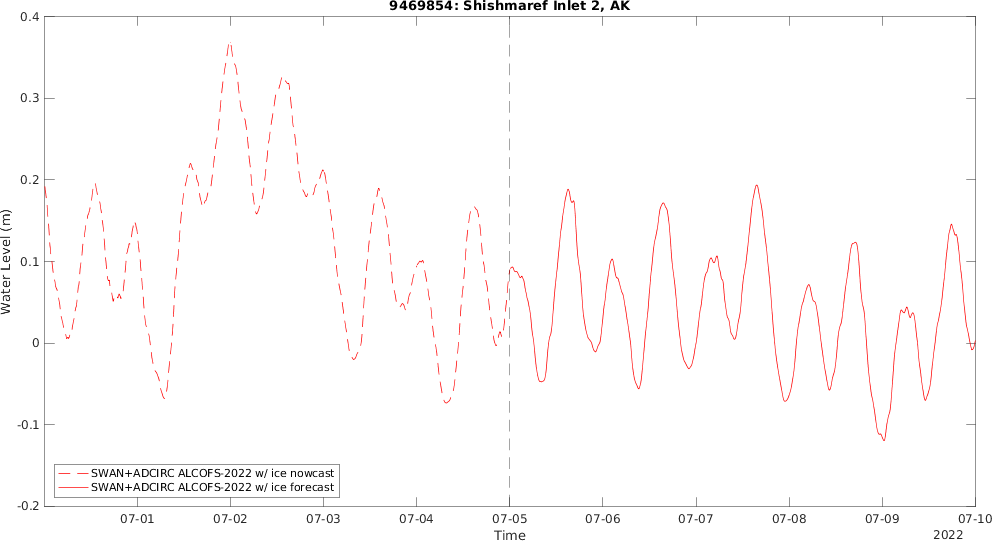 9469854: Shishmaref Inlet 2, AK
0.4
0.3
0.2
0.1
0
-0.1
-0.2
Water Level (m)
SWAN+ADCIRC ALCOFS-2022 w/ ice nowcast
SWAN+ADCIRC ALCOFS-2022 w/ ice forecast
07-01 07-02 07-03 07-04 07-05 07-06 07-07 07-08 07-09 07-10
Time
2022